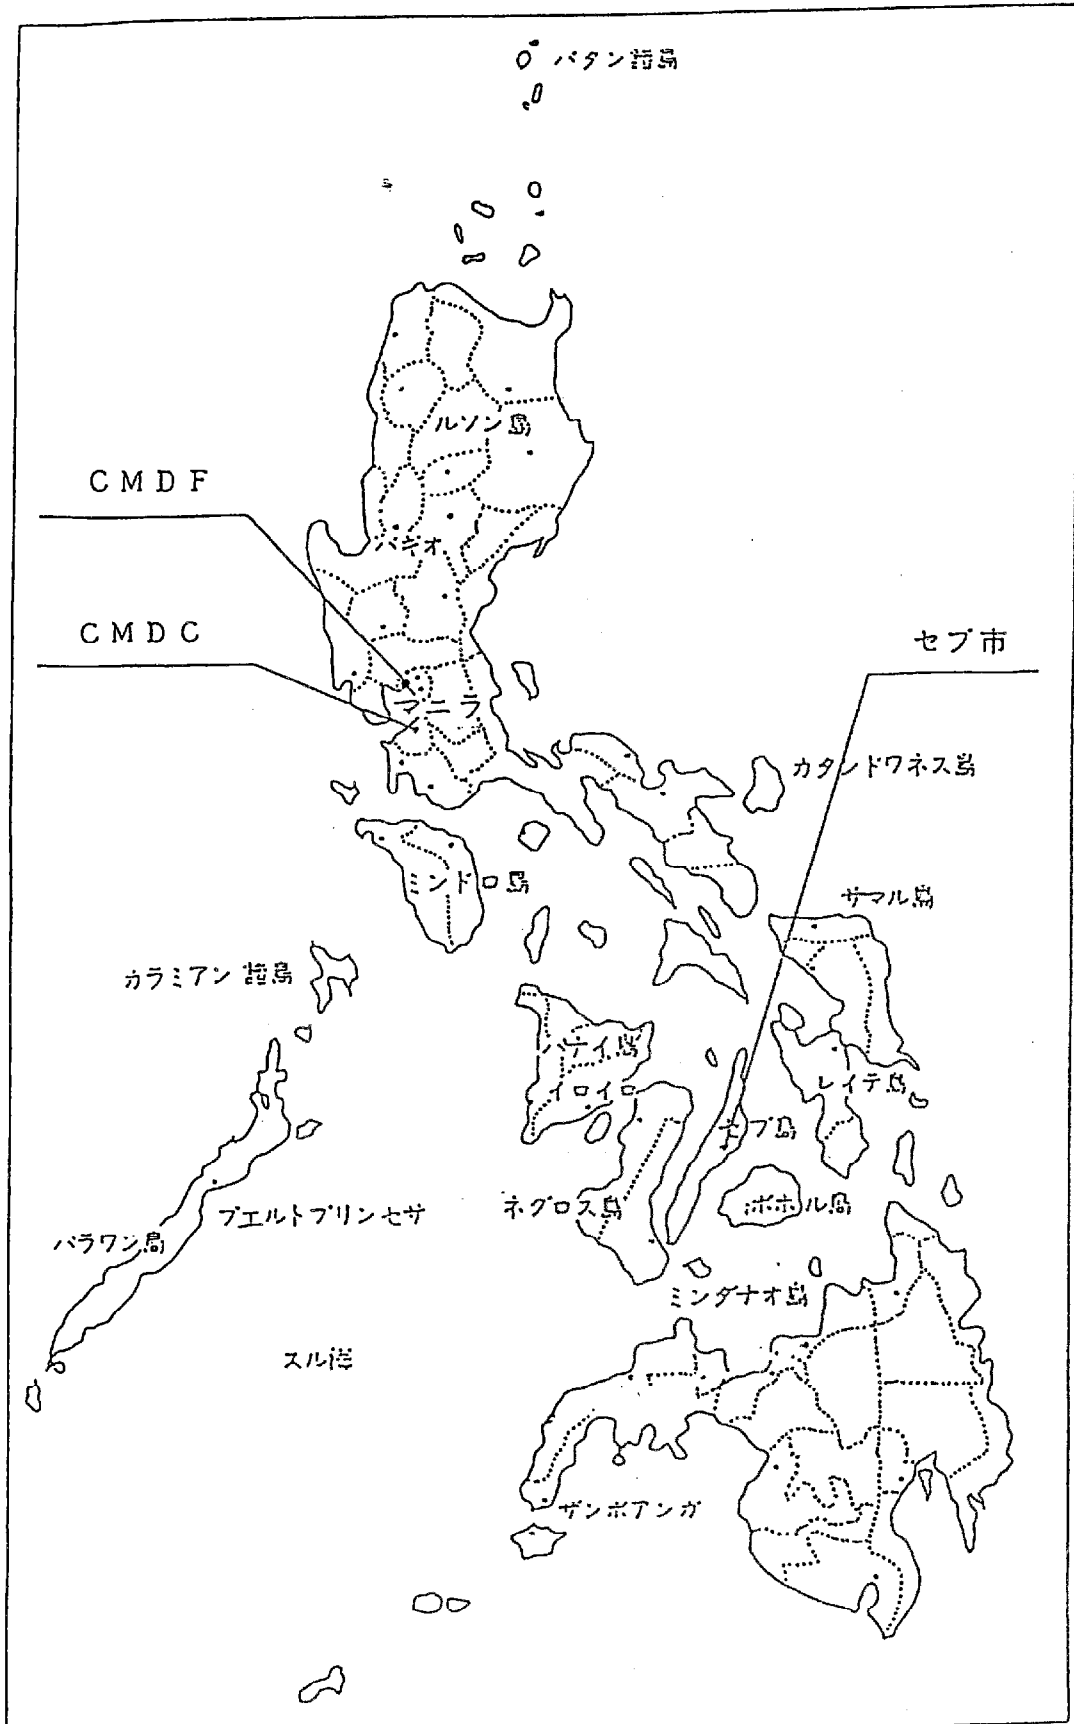 バタン諸島
ルソン島
CMDF
バギオ
CMDC
セブ市
マニラ
カタンドワネス島
ミンドロ島
サマル島
カラミアン諸島
パナイ島
レイテ島
イロイロ
セブ島
ネグロス島
ボホール島
プエルトプリンセサ
パラワン島
ミンダナオ島
スル海
ザンボアンガ